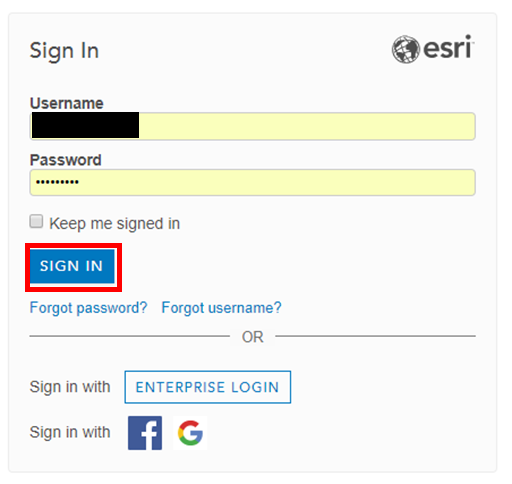 Sign In
esri
Username
Password
•••••••••
Keep me signed in
SIGN IN
Forgot password? Forgot username?
OR
Sign in with ENTERPRISE LOGIN
Sign in with f G